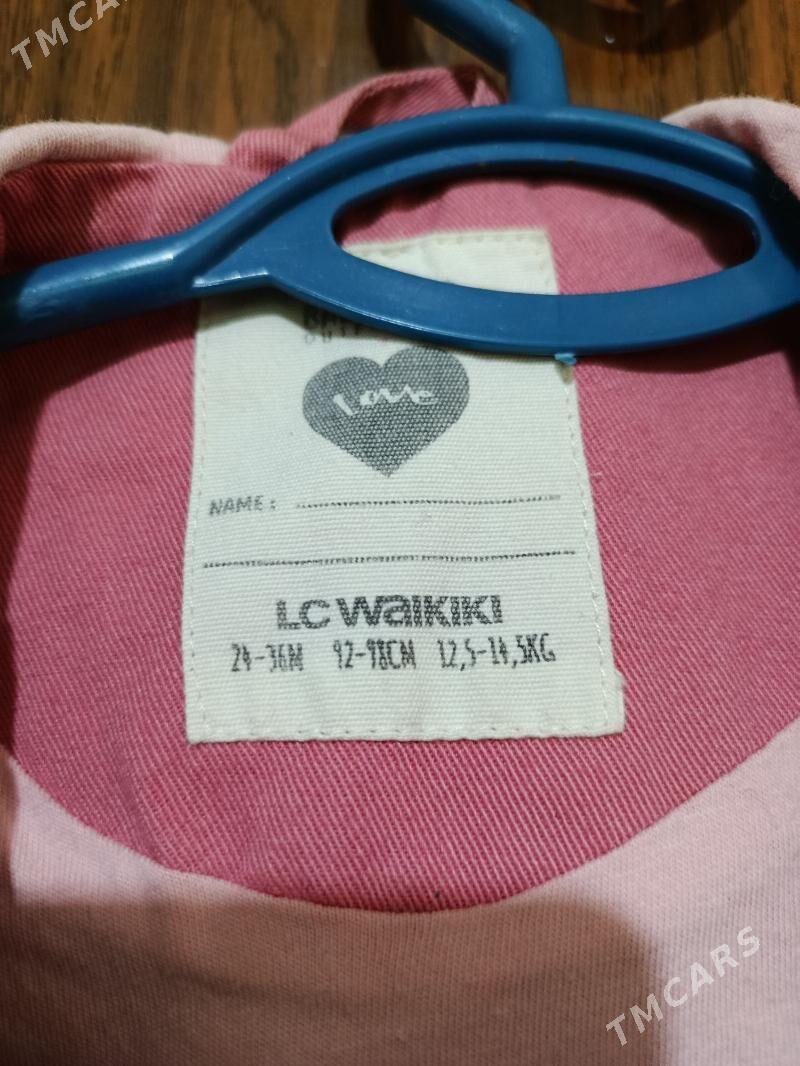 TMCARS
Love
NAME:
LC WAIKIKI
24-36M 92-98CM 12,5-14,5KG
TMCARS